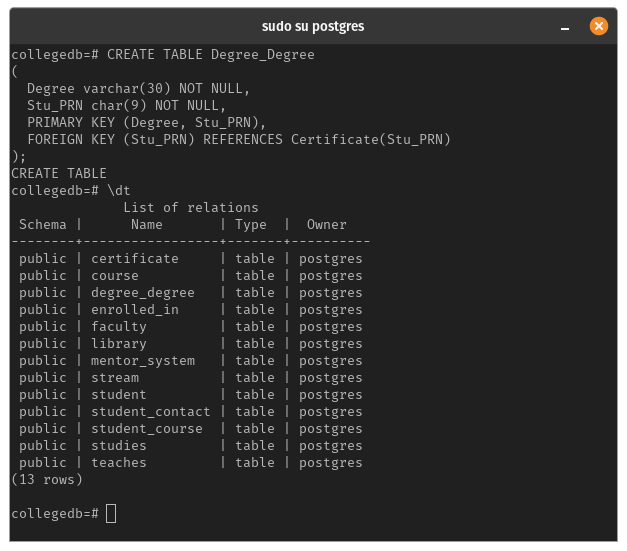 sudo su postgres
collegedb=# CREATE TABLE Degree_Degree
(
  Degree varchar(30) NOT NULL,
  Stu_PRN char(9) NOT NULL,
  PRIMARY KEY (Degree, Stu_PRN),
  FOREIGN KEY (Stu_PRN) REFERENCES Certificate(Stu_PRN)
);
CREATE TABLE
collegedb=# \dt
              List of relations
 Schema |      Name       | Type  |  Owner
--------+-----------------+-------+----------
 public | certificate     | table | postgres
 public | course          | table | postgres
 public | degree_degree   | table | postgres
 public | enrolled_in     | table | postgres
 public | faculty         | table | postgres
 public | library         | table | postgres
 public | mentor_system   | table | postgres
 public | stream          | table | postgres
 public | student         | table | postgres
 public | student_contact | table | postgres
 public | student_course  | table | postgres
 public | studies         | table | postgres
 public | teaches         | table | postgres
(13 rows)
collegedb=#